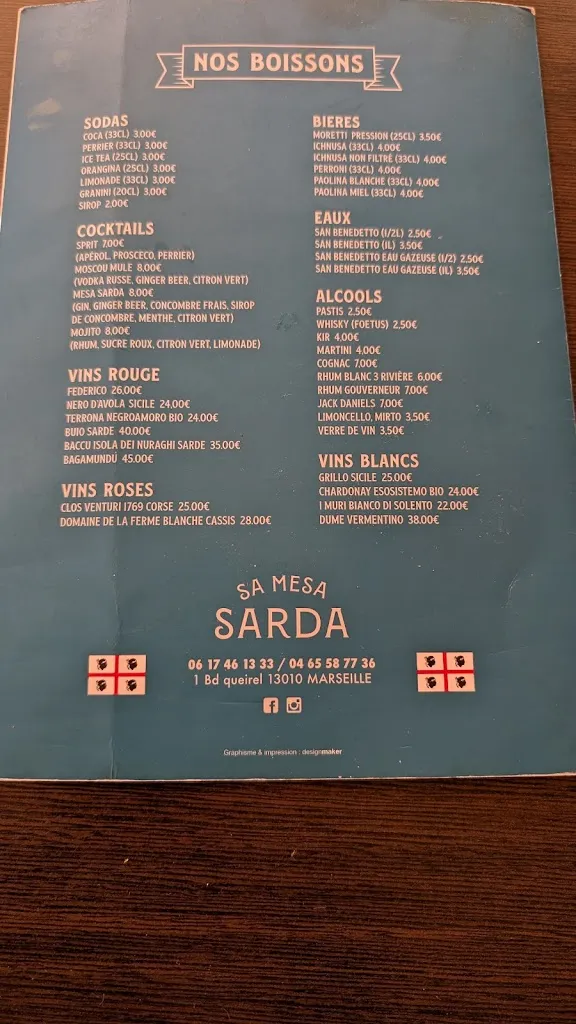 NOS BOISSONS
SODAS
COCA (33CL) 3.00€
PERRIER (33CL) 3.00€
ICE TEA (25CL) 3.00€
ORANGINA (25CL) 3.00€
LIMONADE (33CL) 3.00€
GRANINI (20CL) 3.00€
SIROP 2.00€
COCKTAILS
SPRIT 7.00€
(APÉROL, PROSCECO, PERRIER)
MOSCOU MULE 8.00€
(VODKA RUSSE, GINGER BEER, CITRON VERT)
MESA SARDA 8.00€
(GIN, GINGER BEER, CONCOMBRE FRAIS, SIROP
DE CONCOMBRE, MENTHE, CITRON VERT)
MOJITO 8.00€
(RHUM, SUCRE ROUX, CITRON VERT, LIMONADE)
VINS ROUGE
FEDERICO 26.00€
NERO D'AVOLA SICILE 24.00€
TERRONA NEGROAMORO BIO 24.00€
BUIO SARDE 40.00€
BACCU ISOLA DEI NURAGHI SARDE 35.00€
BAGAMUNDÚ 45.00€
VINS ROSES
CLOS VENTURI 1769 CORSE 25.00€
DOMAINE DE LA FERME BLANCHE CASSIS 28.00€
BIERES
MORETTI PRESSION (25CL) 3,50€
ICHNUSA (33CL) 4.00€
ICHNUSA NON FILTRÉ (33CL) 4.00€
PERRONI (33CL) 4.00€
PAOLINA BLANCHE (33CL) 4.00€
PAOLINA MIEL (33CL) 4.00€
EAUX
SAN BENEDETTO (1/2L) 2,50€
SAN BENEDETTO (1L) 3,50€
SAN BENEDETTO EAU GAZEUSE (1/2) 2,50€
SAN BENEDETTO EAU GAZEUSE (1L) 3,50€
ALCOOLS
PASTIS 2,50€
WHISKY (FOETUS) 2,50€
KIR 4.00€
MARTINI 4.00€
COGNAC 7,00€
RHUM BLANC 3 RIVIÈRE 6,00€
RHUM GOUVERNEUR 7,00€
JACK DANIELS 7.00€
LIMONCELLO, MIRTO 3,50€
VERRE DE VIN 3,50€
VINS BLANCS
GRILLO SICILE 25.00€
CHARDONAY ESOSISTEMO BIO 24.00€
I MURI BIANCO DI SOLENTO 22.00€
DUME VERMENTINO 38.00€
SA MESA
SARDA
06 17 46 13 33 / 04 65 58 77 36
1 Bd queirel 13010 MARSEILLE
Graphisme & impression : designmaker